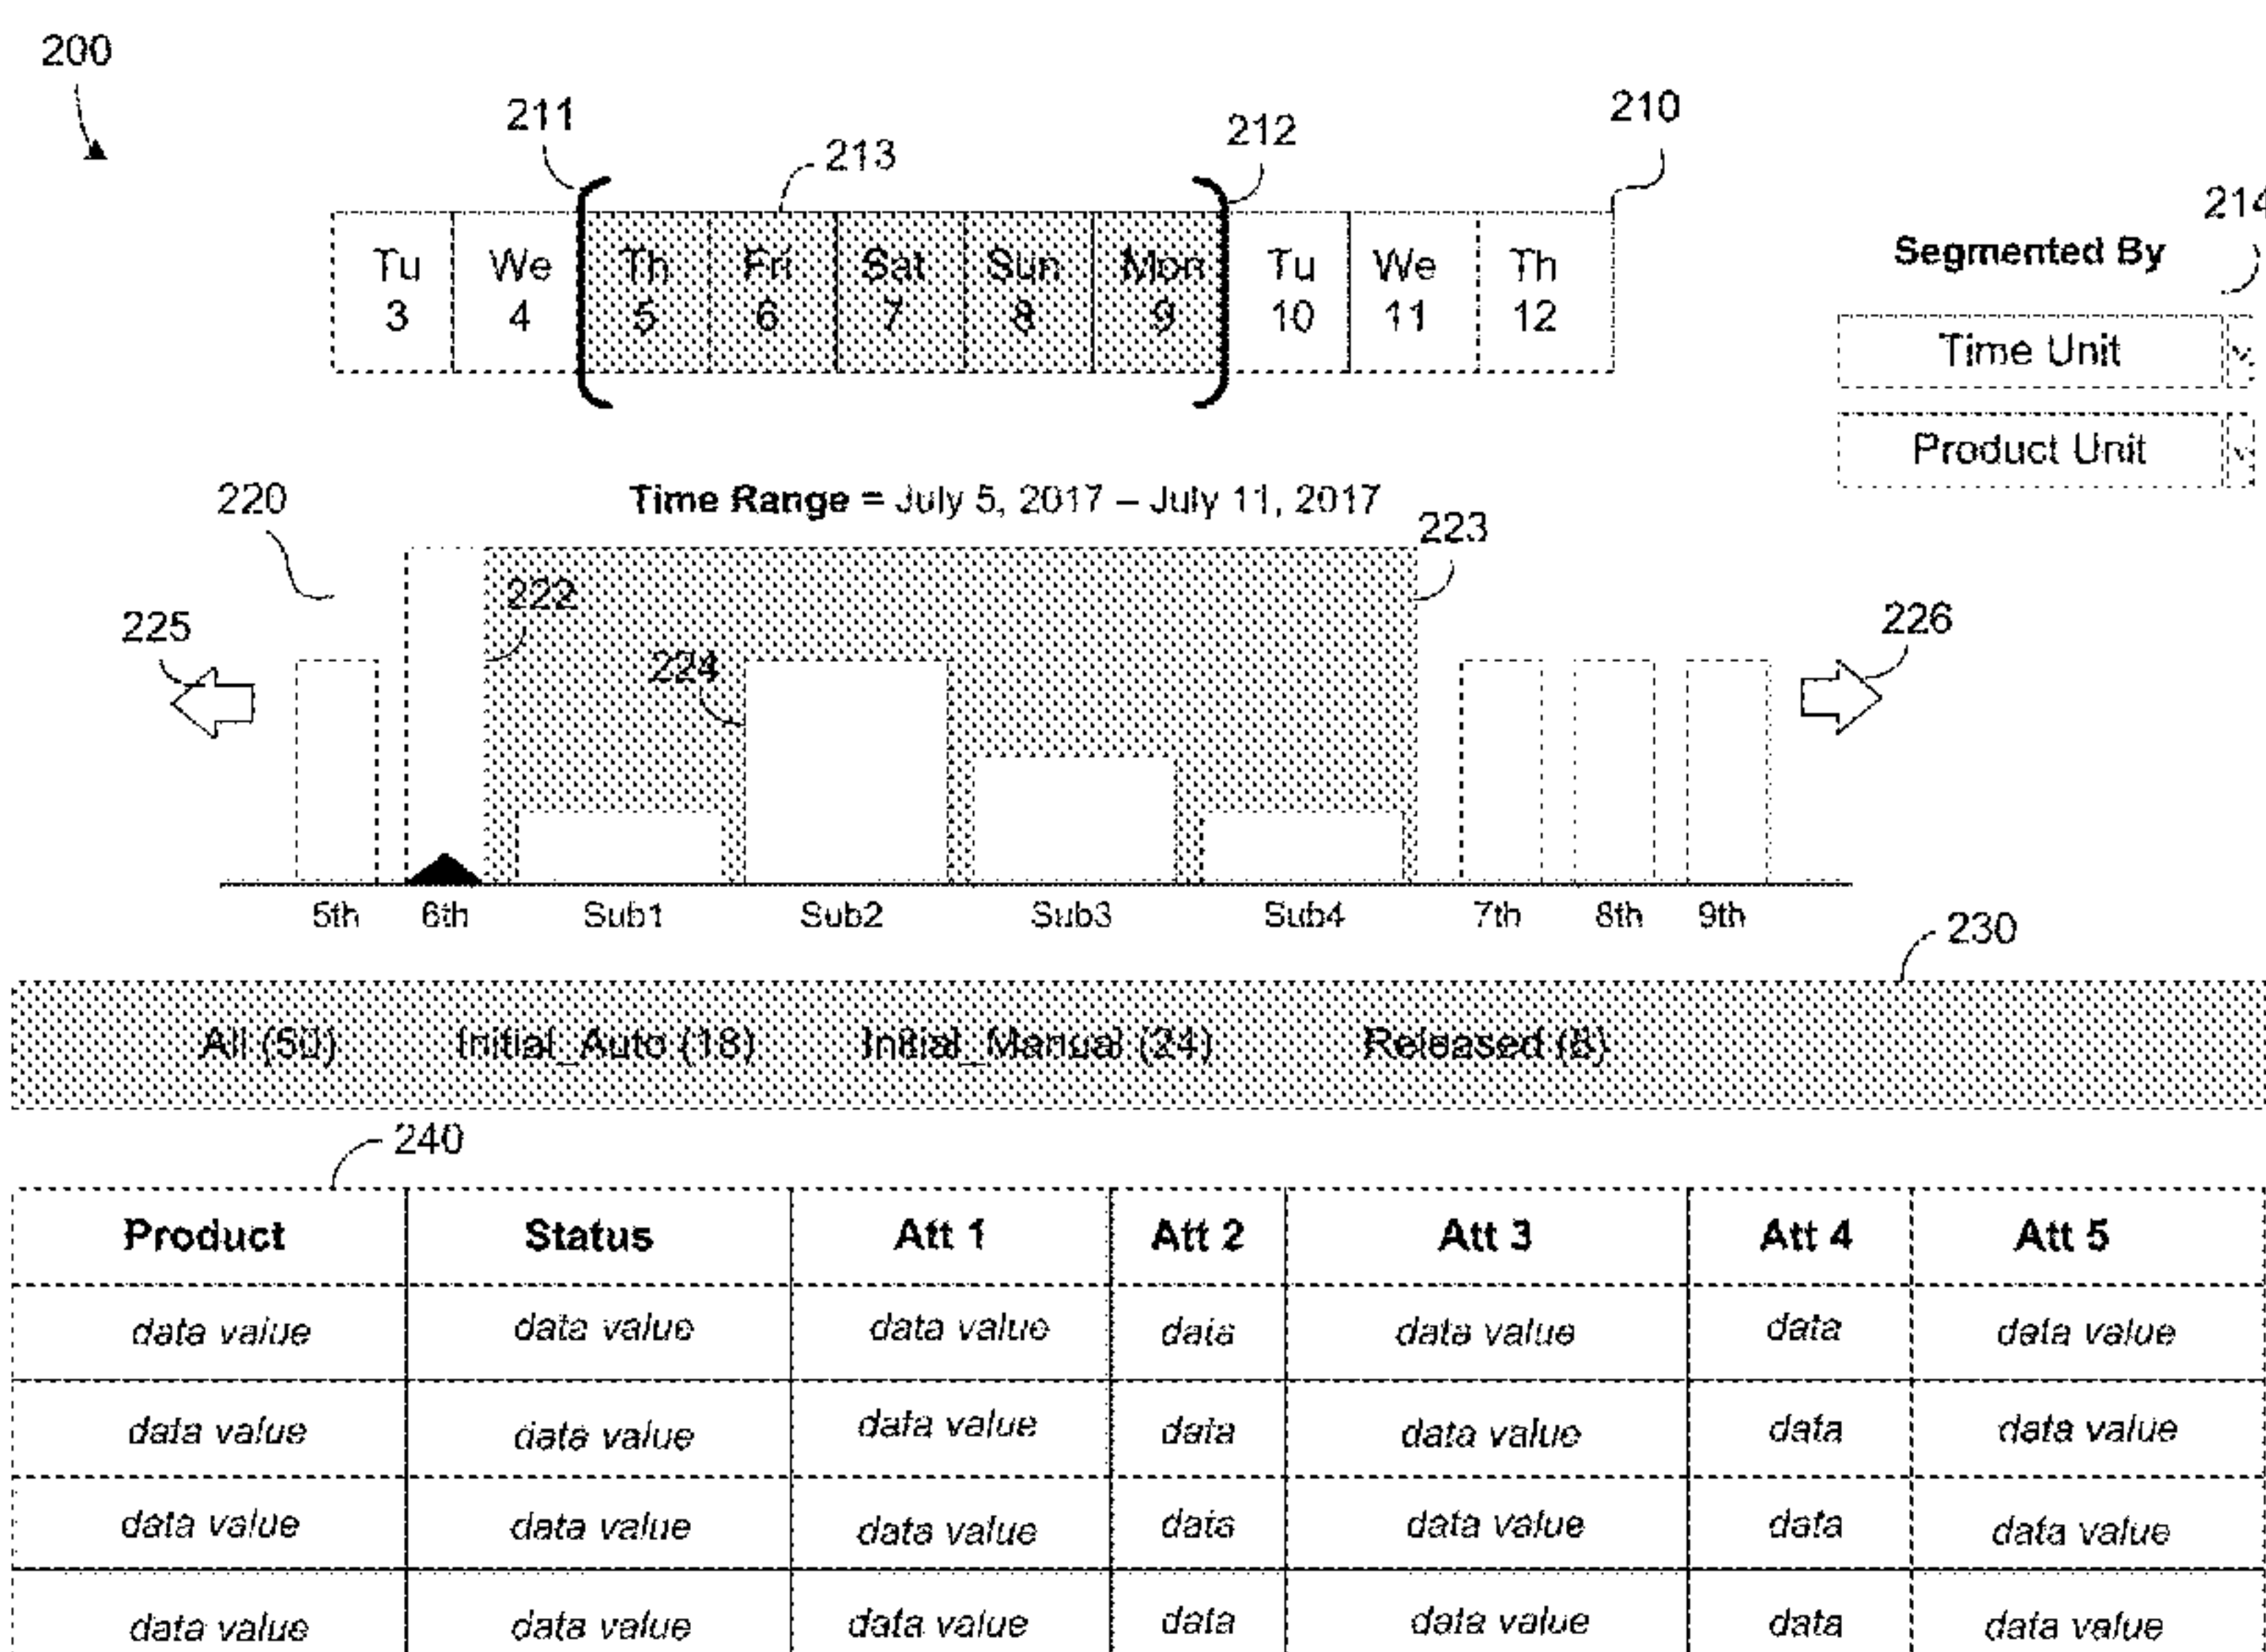 200
211
213
212
210
214
Tu 3
We 4
Th 5
Fri 6
Sat 7
Sun 8
Mon 9
Tu 10
We 11
Th 12
Segmented By
Time Unit
Product Unit
Time Range = July 5, 2017 – July 11, 2017
220
222
223
224
225
226
5th 6th Sub1 Sub2 Sub3 Sub4 7th 8th 9th
230
All (50) Initial_Auto (18) Initial_Manual (24) Released (8)
240
Product Status Att 1 Att 2 Att 3 Att 4 Att 5
data value data value data value data data value data data value
data value data value data value data data value data data value
data value data value data value data data value data data value
data value data value data value data data value data data value